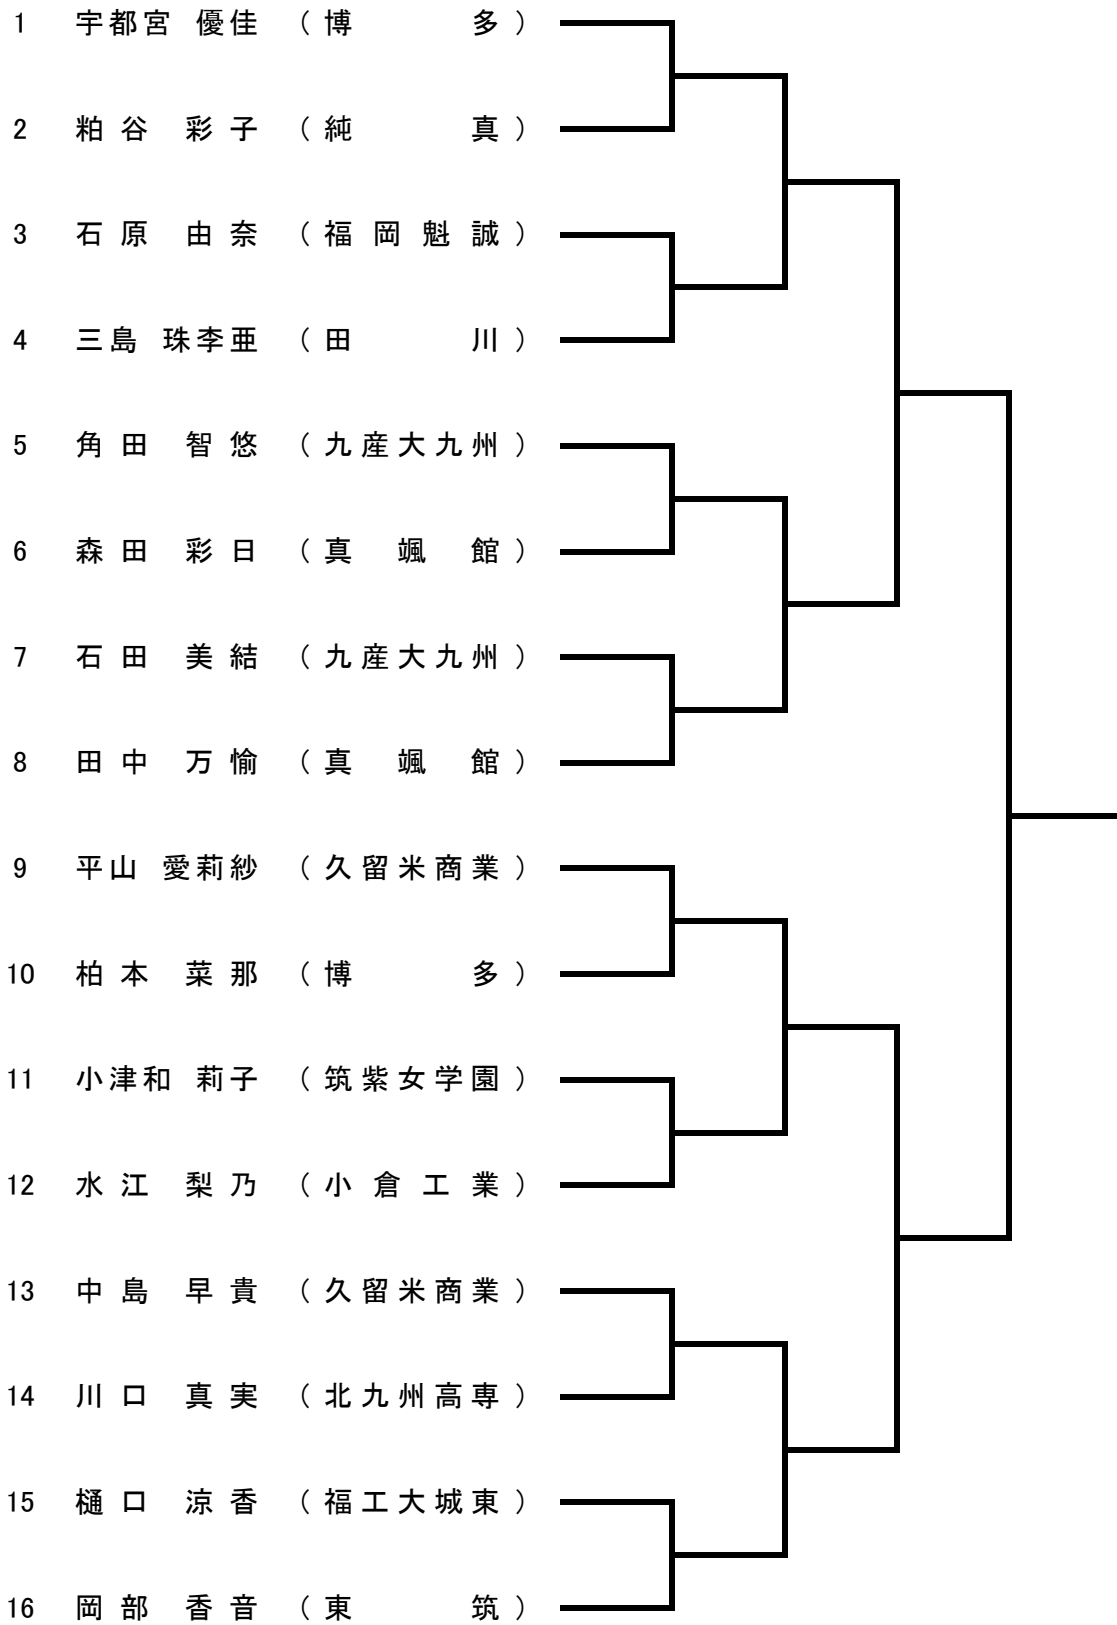 1 宇都宮 優佳 (博多)
2 粕谷 彩子 (純真)
3 石原 由奈 (福岡魁誠)
4 三島 珠李亜 (田川)
5 角田 智悠 (九産大九州)
6 森田 彩日 (真颯館)
7 石田 美結 (九産大九州)
8 田中 万愉 (真颯館)
9 平山 愛莉紗 (久留米商業)
10 柏本 菜那 (博多)
11 小津和 莉子 (筑紫女学園)
12 水江 梨乃 (小倉工業)
13 中島 早貴 (久留米商業)
14 川口 真実 (北九州高専)
15 樋口 涼香 (福工大城東)
16 岡部 香音 (東筑)